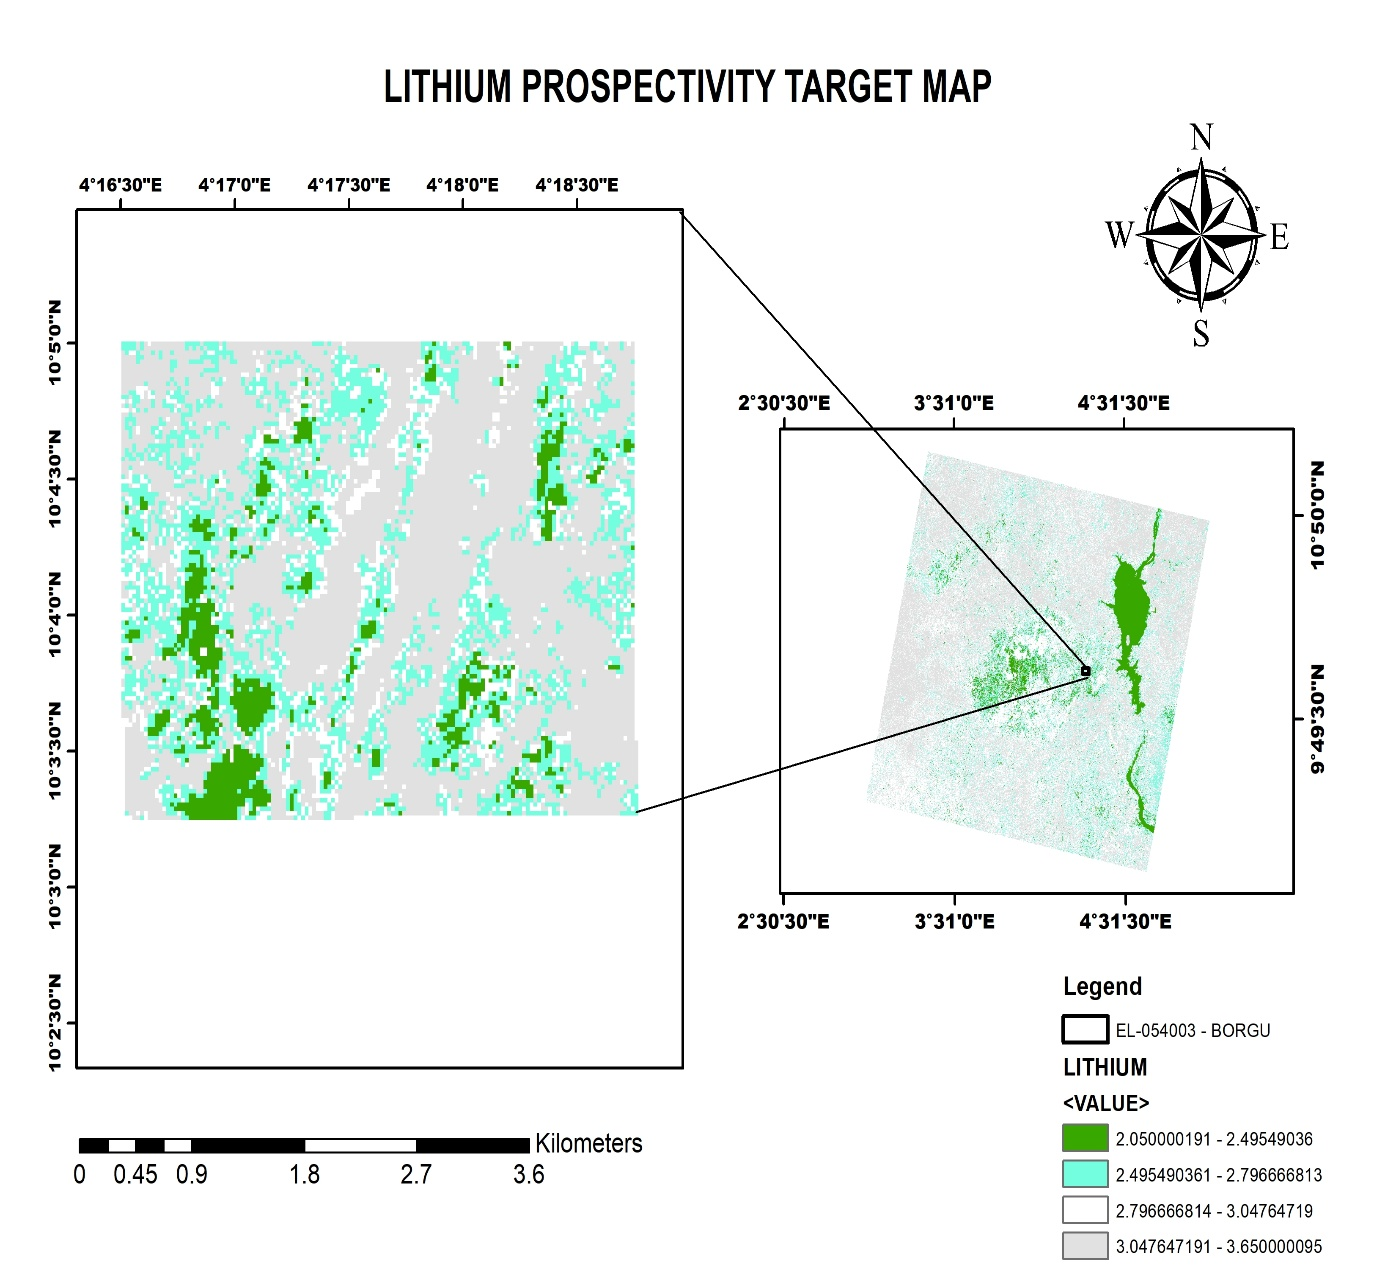 LITHIUM PROSPECTIVITY TARGET MAP
N
W E
S
4°16'30"E 4°17'0"E 4°17'30"E 4°18'0"E 4°18'30"E
10°5'0"N
10°4'30"N
10°4'0"N
10°3'30"N
10°3'0"N
10°2'30"N
2°30'30"E 3°31'0"E 4°31'30"E
10°50'0"N
9°49'30"N
2°30'30"E 3°31'0"E 4°31'30"E
Legend
EL-054003 - BORGU
LITHIUM
<VALUE>
2.050000191 - 2.49549036
2.495490361 - 2.796666813
2.796666814 - 3.04764719
3.047647191 - 3.650000095
Kilometers
0 0.45 0.9 1.8 2.7 3.6